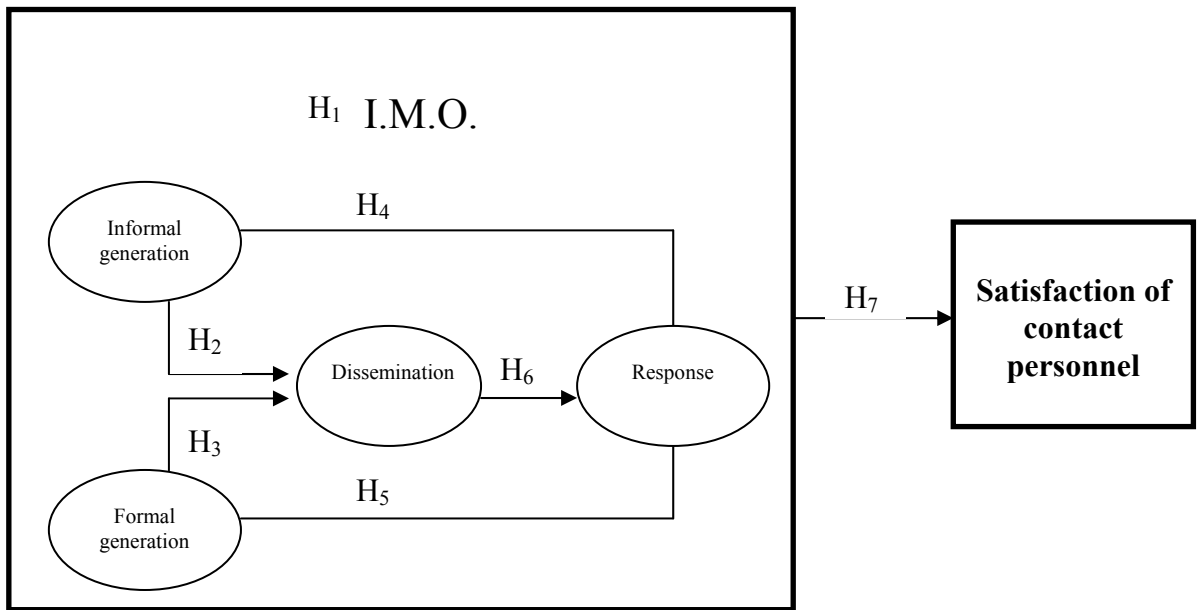 H₁ I.M.O.
Informal
generation
H₄
H₂
Dissemination
H₆
Response
H₃
Formal
generation
H₅
H₇
Satisfaction of
contact
personnel